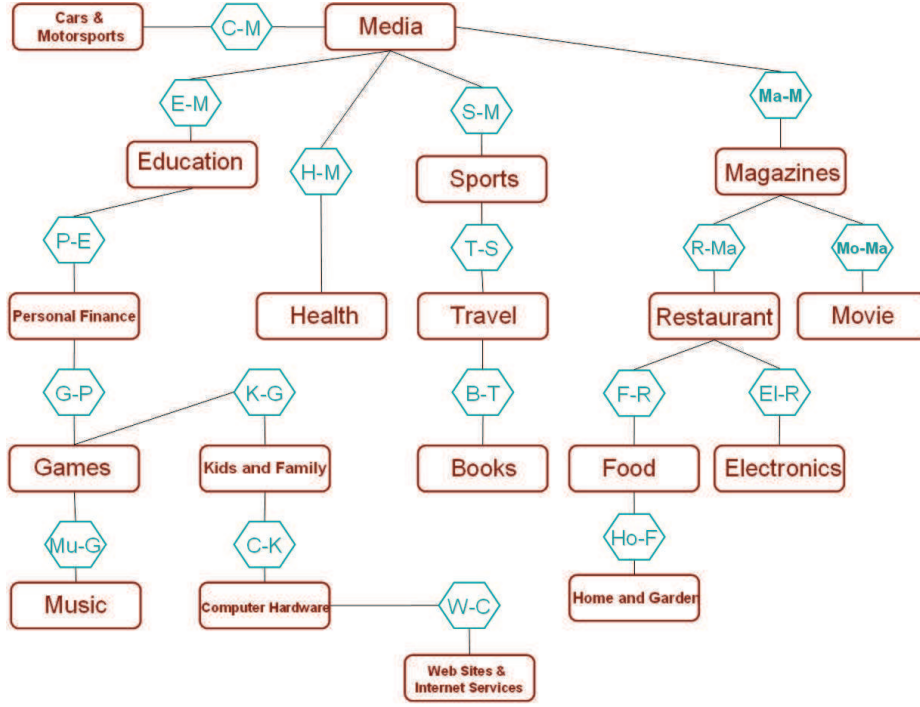 Cars &
Motorsports
C-M
Media
E-M
S-M
Ma-M
Education
H-M
Sports
Magazines
P-E
T-S
R-Ma
Mo-Ma
Personal Finance
Health
Travel
Restaurant
Movie
G-P
K-G
B-T
F-R
El-R
Games
Kids and Family
Books
Food
Electronics
Mu-G
C-K
Ho-F
Music
Computer Hardware
W-C
Home and Garden
Web Sites &
Internet Services